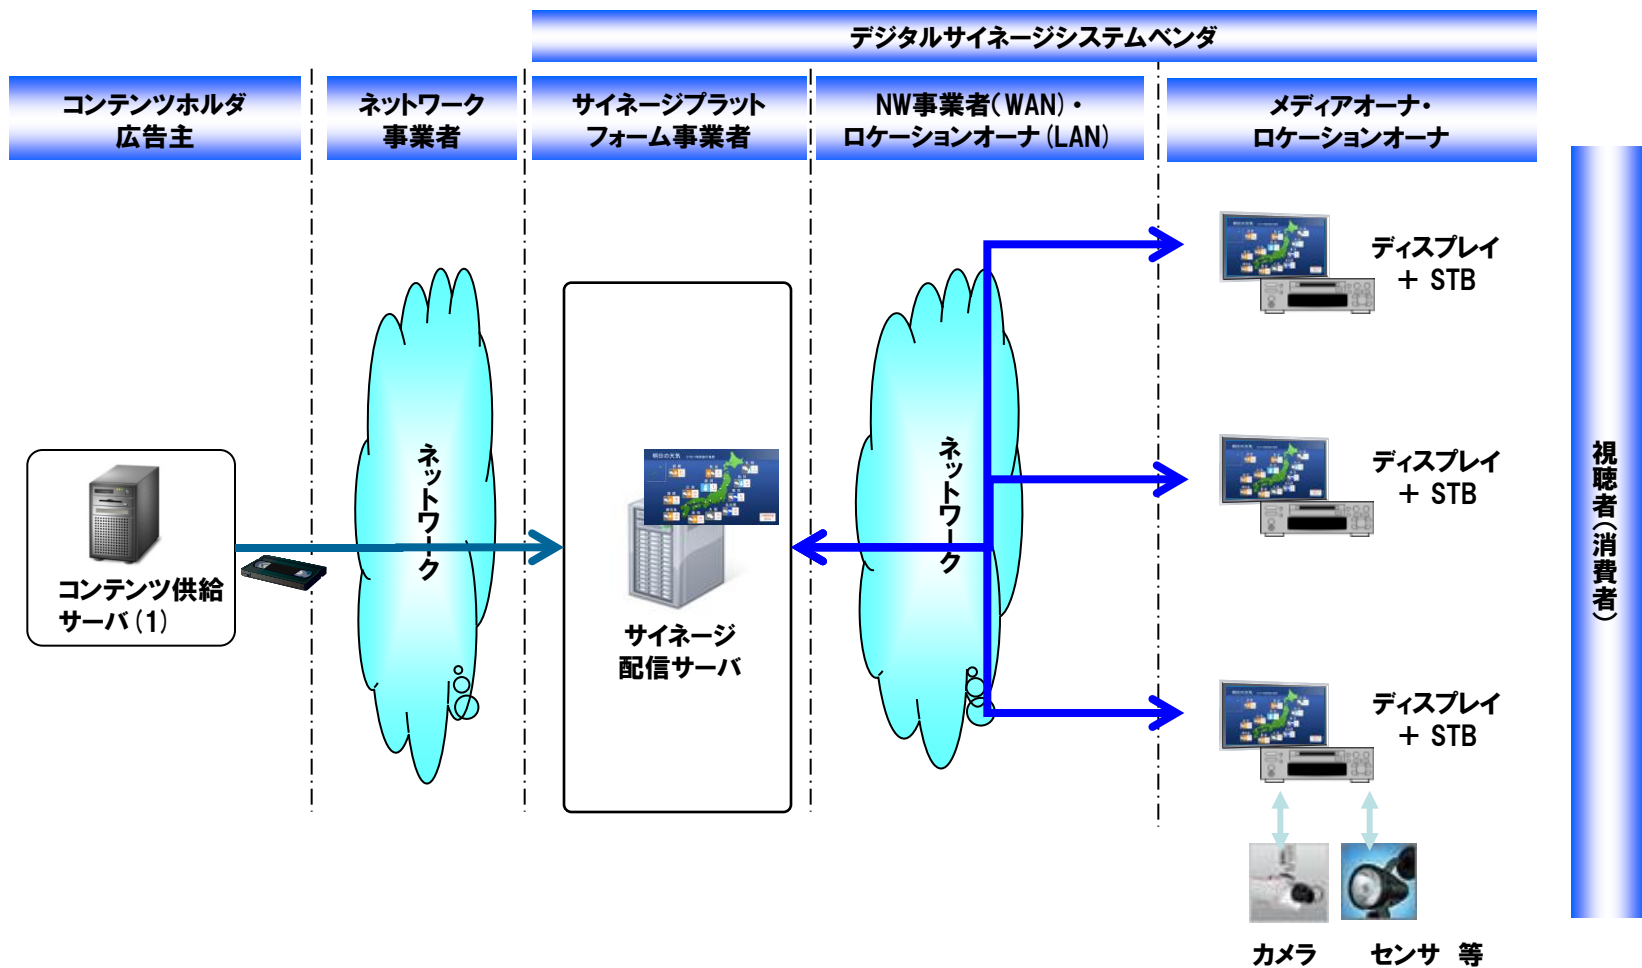 デジタルサイネージシステムベンダ
コンテンツホルダ
広告主
ネットワーク
事業者
サイネージプラット
フォーム事業者
NW事業者(WAN)・
ロケーションオーナ(LAN)
メディアオーナ・
ロケーションオーナ
コンテンツ供給
サーバ(1)
ネットワーク
明日の天気
サイネージ
配信サーバ
ネットワーク
ディスプレイ
+ STB
ディスプレイ
+ STB
ディスプレイ
+ STB
カメラ
センサ 等
視聴者(消費者)